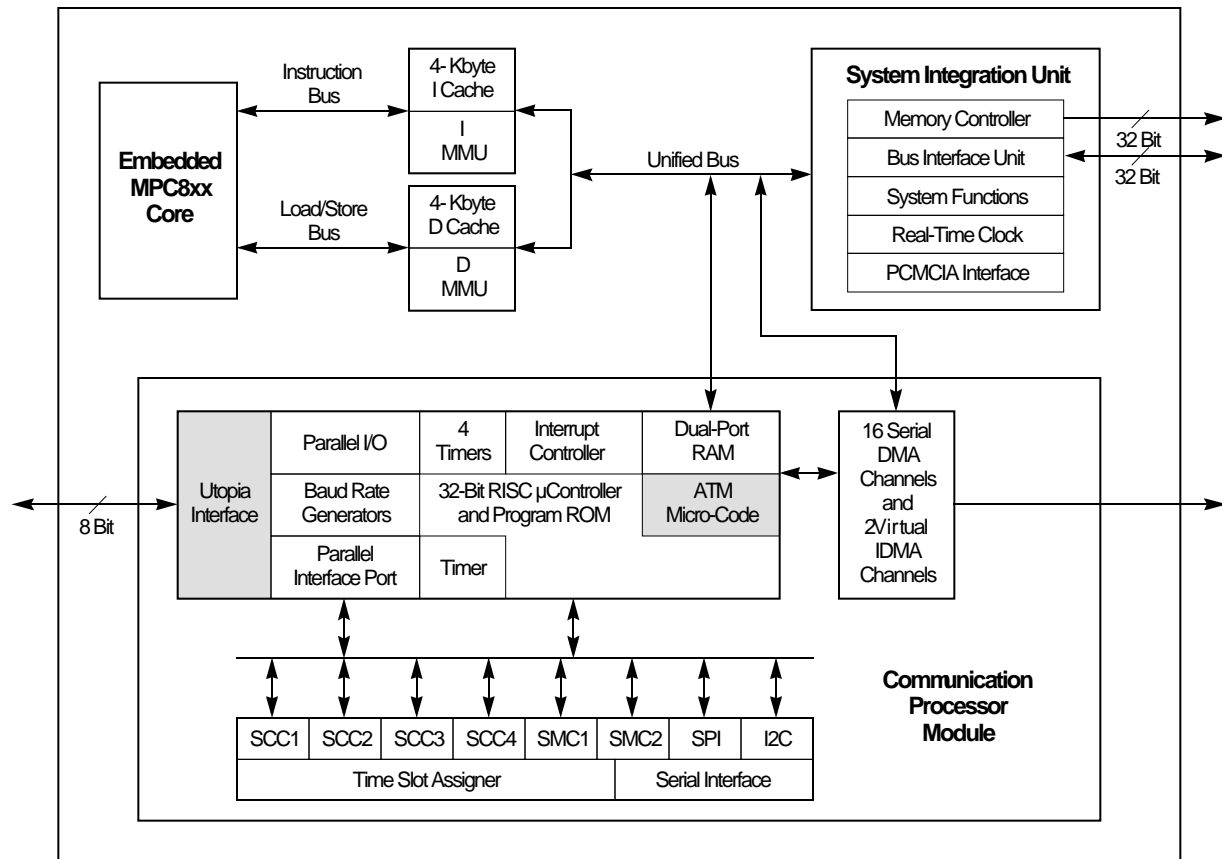 Instruction
Bus
4- Kbyte
I Cache
I
MMU
Embedded
MPC8xx
Core
Load/Store
Bus
4- Kbyte
D Cache
D
MMU
Unified Bus
System Integration Unit
Memory Controller
Bus Interface Unit
System Functions
Real-Time Clock
PCMCIA Interface
32 Bit
32 Bit
8 Bit
Utopia
Interface
Parallel I/O
Baud Rate
Generators
Parallel
Interface Port
4
Timers
Interrupt
Controller
32-Bit RISC µController
and Program ROM
Timer
Dual-Port
RAM
ATM
Micro-Code
16 Serial
DMA
Channels
and
2Virtual
IDMA
Channels
SCC1
SCC2
SCC3
SCC4
SMC1
SMC2
SPI
I2C
Time Slot Assigner
Serial Interface
Communication
Processor
Module